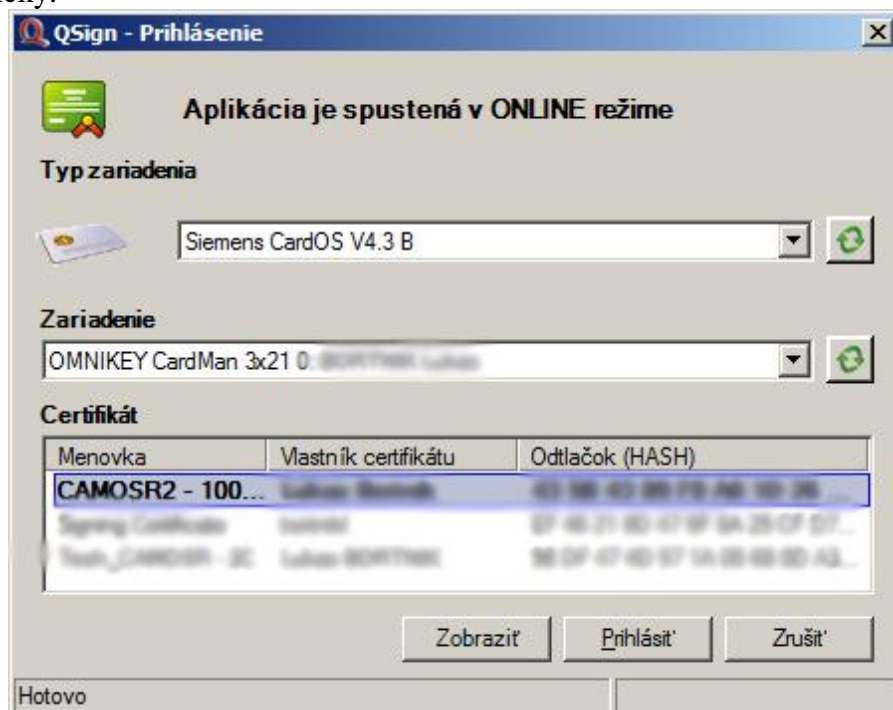 QSign - Prihlásenie
Aplikácia je spustená v ONLINE režime
Typ zariadenia
Siemens CardOS V4.3 B
Zariadenie
OMNIKEY CardMan 3x21 0:
Certifikát
Menovka Vlastník certifikátu Odtlačok (HASH)
CAMOSR2 - 100...
Zobraziť Prihlásiť Zrušiť
Hotovo